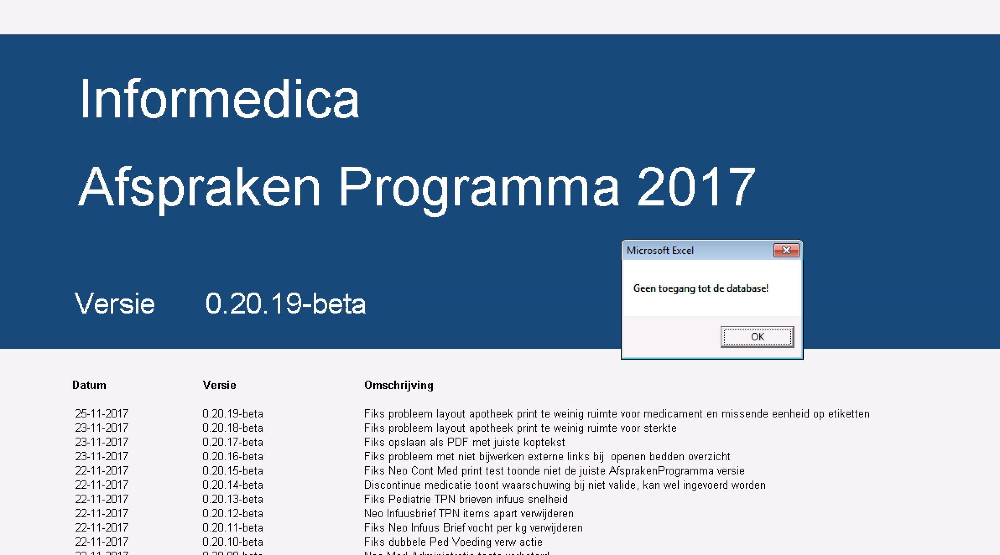 Informedica
Afspraken Programma 2017
Versie 0.20.19-beta
Microsoft Excel
Geen toegang tot de database!
OK
Datum Versie Omschrijving
25-11-2017 0.20.19-beta Fiks probleem layout apotheek print te weinig ruimte voor medicament en missende eenheid op etiketten
23-11-2017 0.20.18-beta Fiks probleem layout apotheek print te weinig ruimte voor sterkte
23-11-2017 0.20.17-beta Fiks opslaan als PDF met juiste koptekst
23-11-2017 0.20.16-beta Fiks probleem met niet bijwerken externe links bij openen bedden overzicht
22-11-2017 0.20.15-beta Fiks Neo Cont Med print test toonde niet de juiste AfsprakenProgramma versie
22-11-2017 0.20.14-beta Discontinue medicatie toont waarschuwing bij niet valide, kan wel ingevoerd worden
22-11-2017 0.20.13-beta Fiks Pediatrie TPN brieven infuus snelheid
22-11-2017 0.20.12-beta Neo Infuusbrief TPN items apart verwijderen
22-11-2017 0.20.11-beta Fiks Neo Infuus Brief vocht per kg verwijderen
22-11-2017 0.20.10-beta Fiks dubbele Ped Voeding verw actie